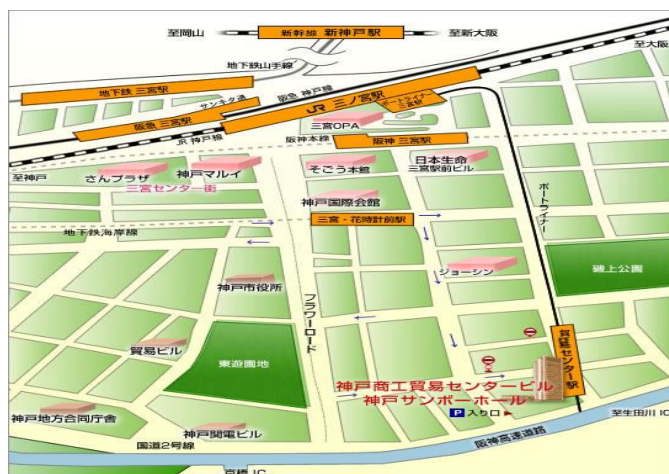 至岡山
新幹線 新神戸駅
至新大阪
至大阪
地下鉄山手線
地下鉄 三宮駅
サンキタ通
阪急 神戸線
JR 三ノ宮駅
ポートライナー
三宮駅
阪急 三宮駅
JR 神戸線
三宮OPA
阪神本線
阪神 三宮駅
至神戸
さんプラザ
神戸マルイ
三宮センター街
そごう本館
日本生命
三宮駅前ビル
神戸国際会館
ポートライナー
地下鉄海岸線
三宮・花時計前駅
ジョーシン
磯上公園
神戸市役所
フラワーロード
貿易ビル
東遊園地
貿易センター駅
神戸商工貿易センタービル
神戸サンボーホール
P 入り口
神戸地方合同庁舎
神戸関電ビル
国道2号線
阪神高速道路
至生田川 IC
京橋 IC